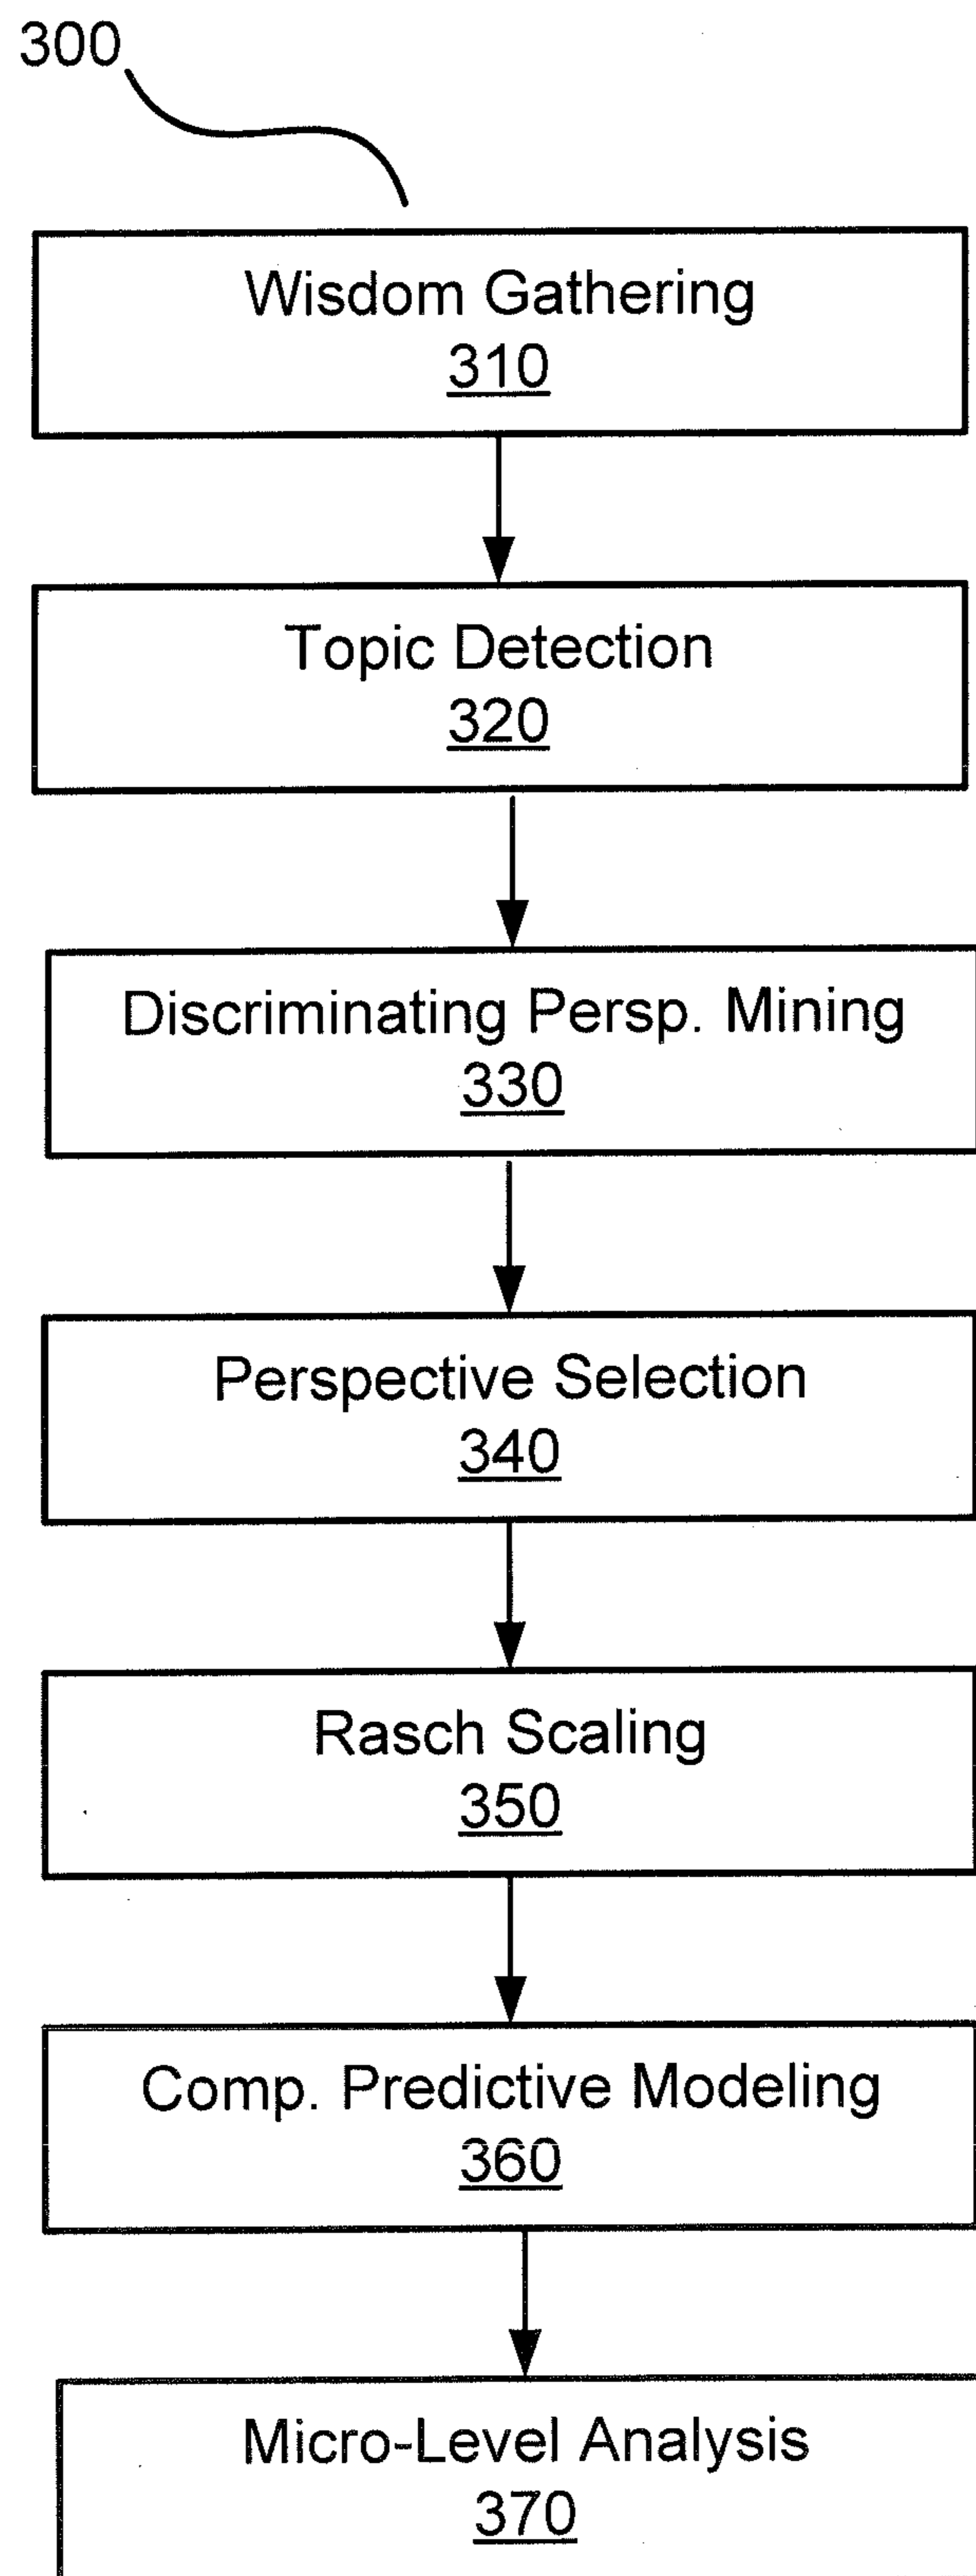 300
Wisdom Gathering
310
Topic Detection
320
Discriminating Persp. Mining
330
Perspective Selection
340
Rasch Scaling
350
Comp. Predictive Modeling
360
Micro-Level Analysis
370